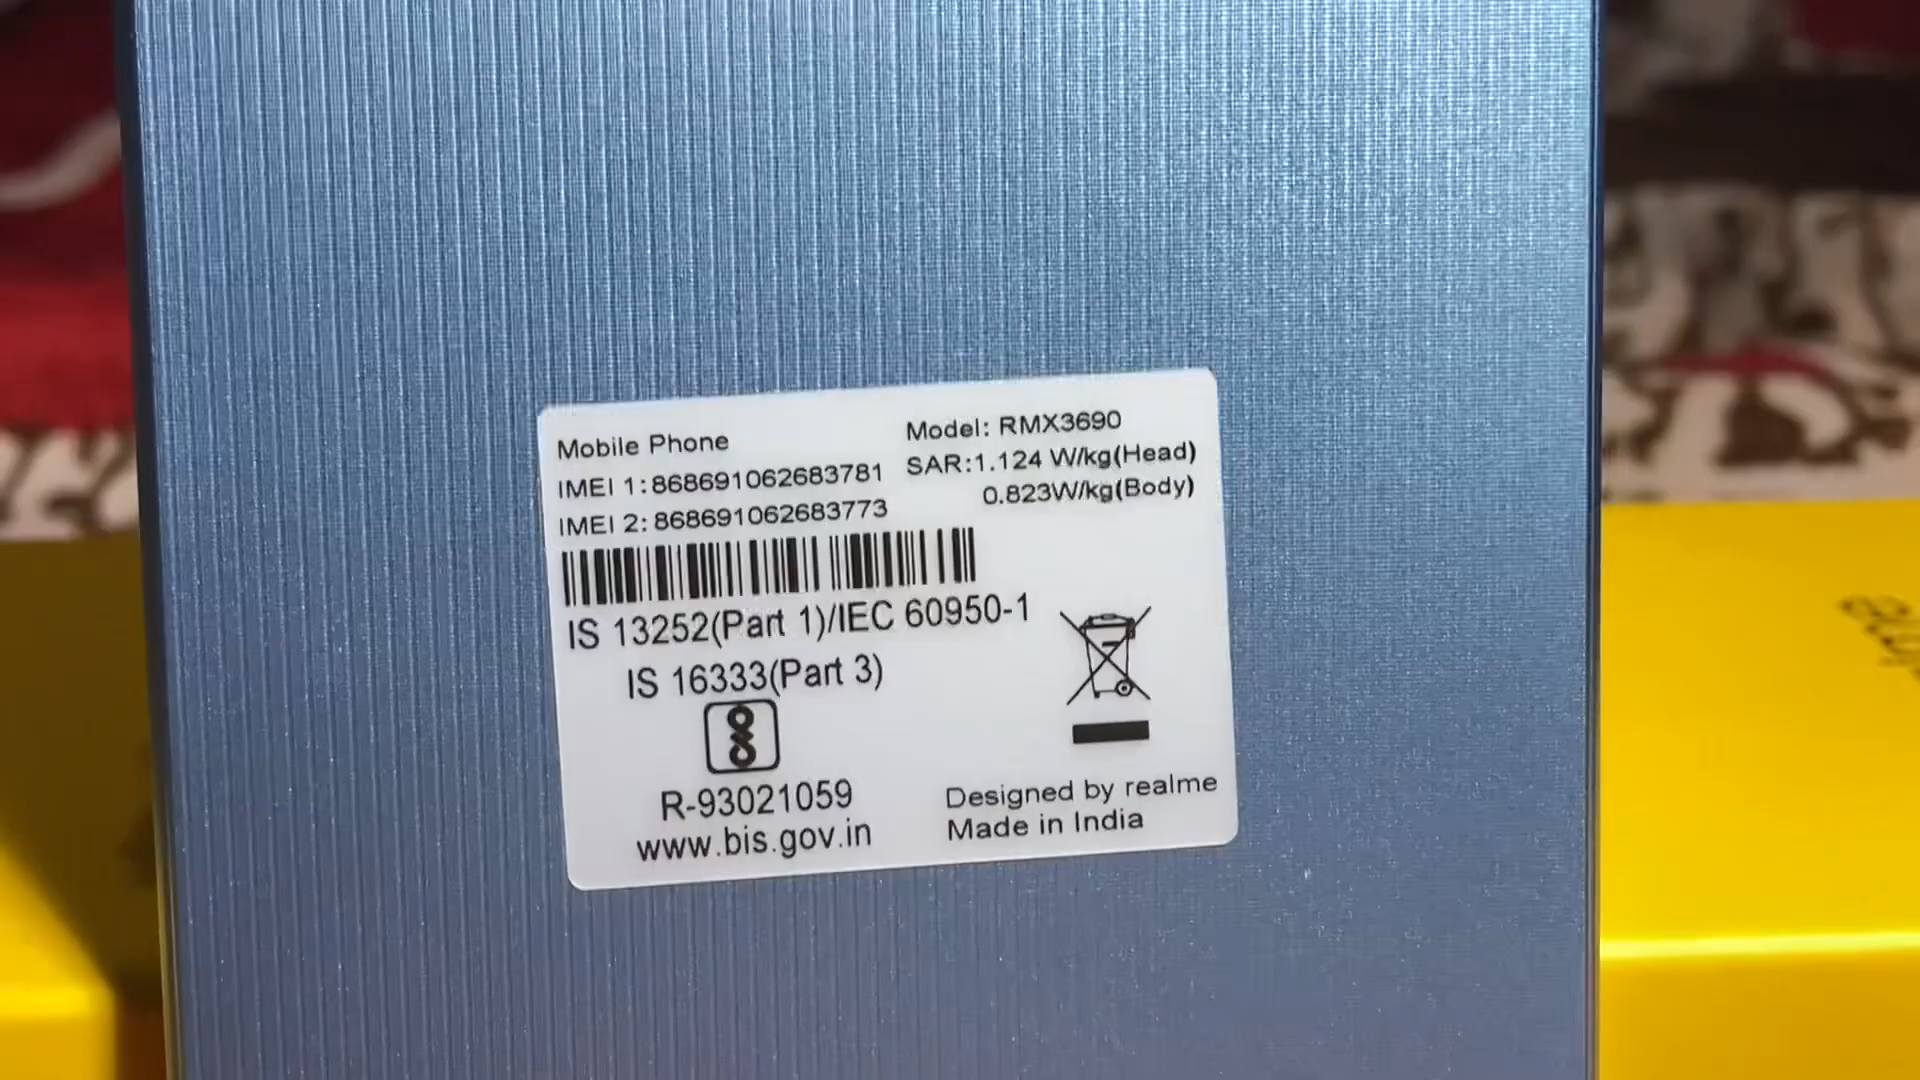 Mobile Phone
IMEI 1:868691062683781
IMEI 2: 868691062683773
Model: RMX3690
SAR:1.124 W/kg(Head)
0.823W/kg(Body)
IS 13252(Part 1)/IEC 60950-1
IS 16333(Part 3)
R-93021059
www.bis.gov.in
Designed by realme
Made in India